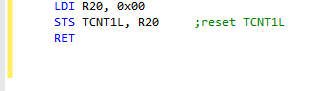 LDI R20, 0x00
STS TCNT1L, R20 ;reset TCNT1L
RET